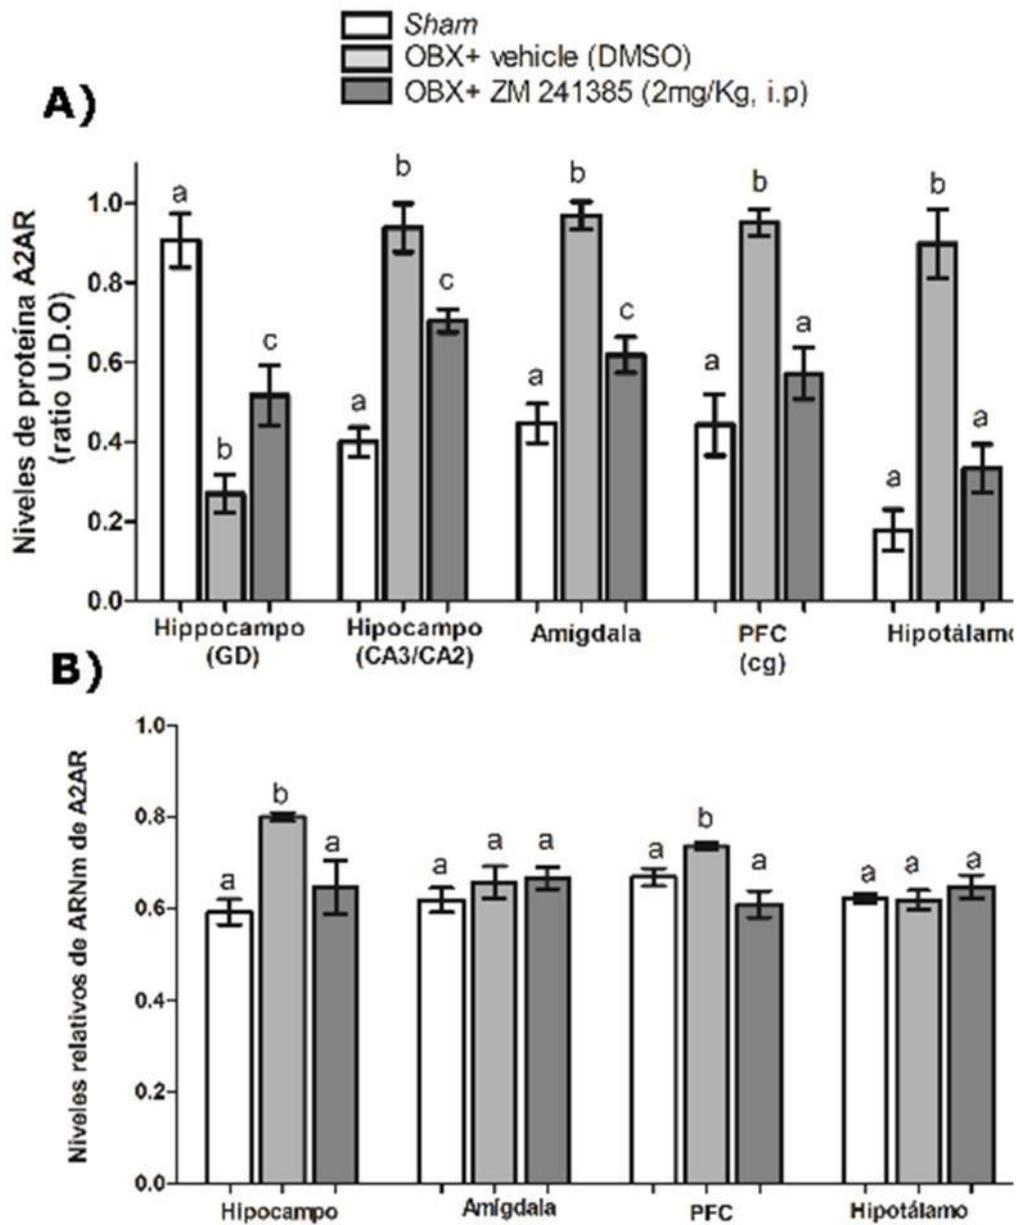 Sham
OBX+ vehicle (DMSO)
OBX+ ZM 241385 (2mg/Kg, i.p)
A)
Niveles de proteína A2AR
(ratio U.D.O)
1.0
0.8
0.6
0.4
0.2
0.0
a b c
a b c
a b c
a b a
a b a
Hippocampo
(GD)
Hipocampo
(CA3/CA2)
Amigdala
PFC
(cg)
Hipotálamo
B)
Niveles relativos de ARNm de A2AR
1.0
0.8
0.6
0.4
0.2
0.0
a b a
a a a
a b a
a a a
Hipocampo
Amígdala
PFC
Hipotálamo